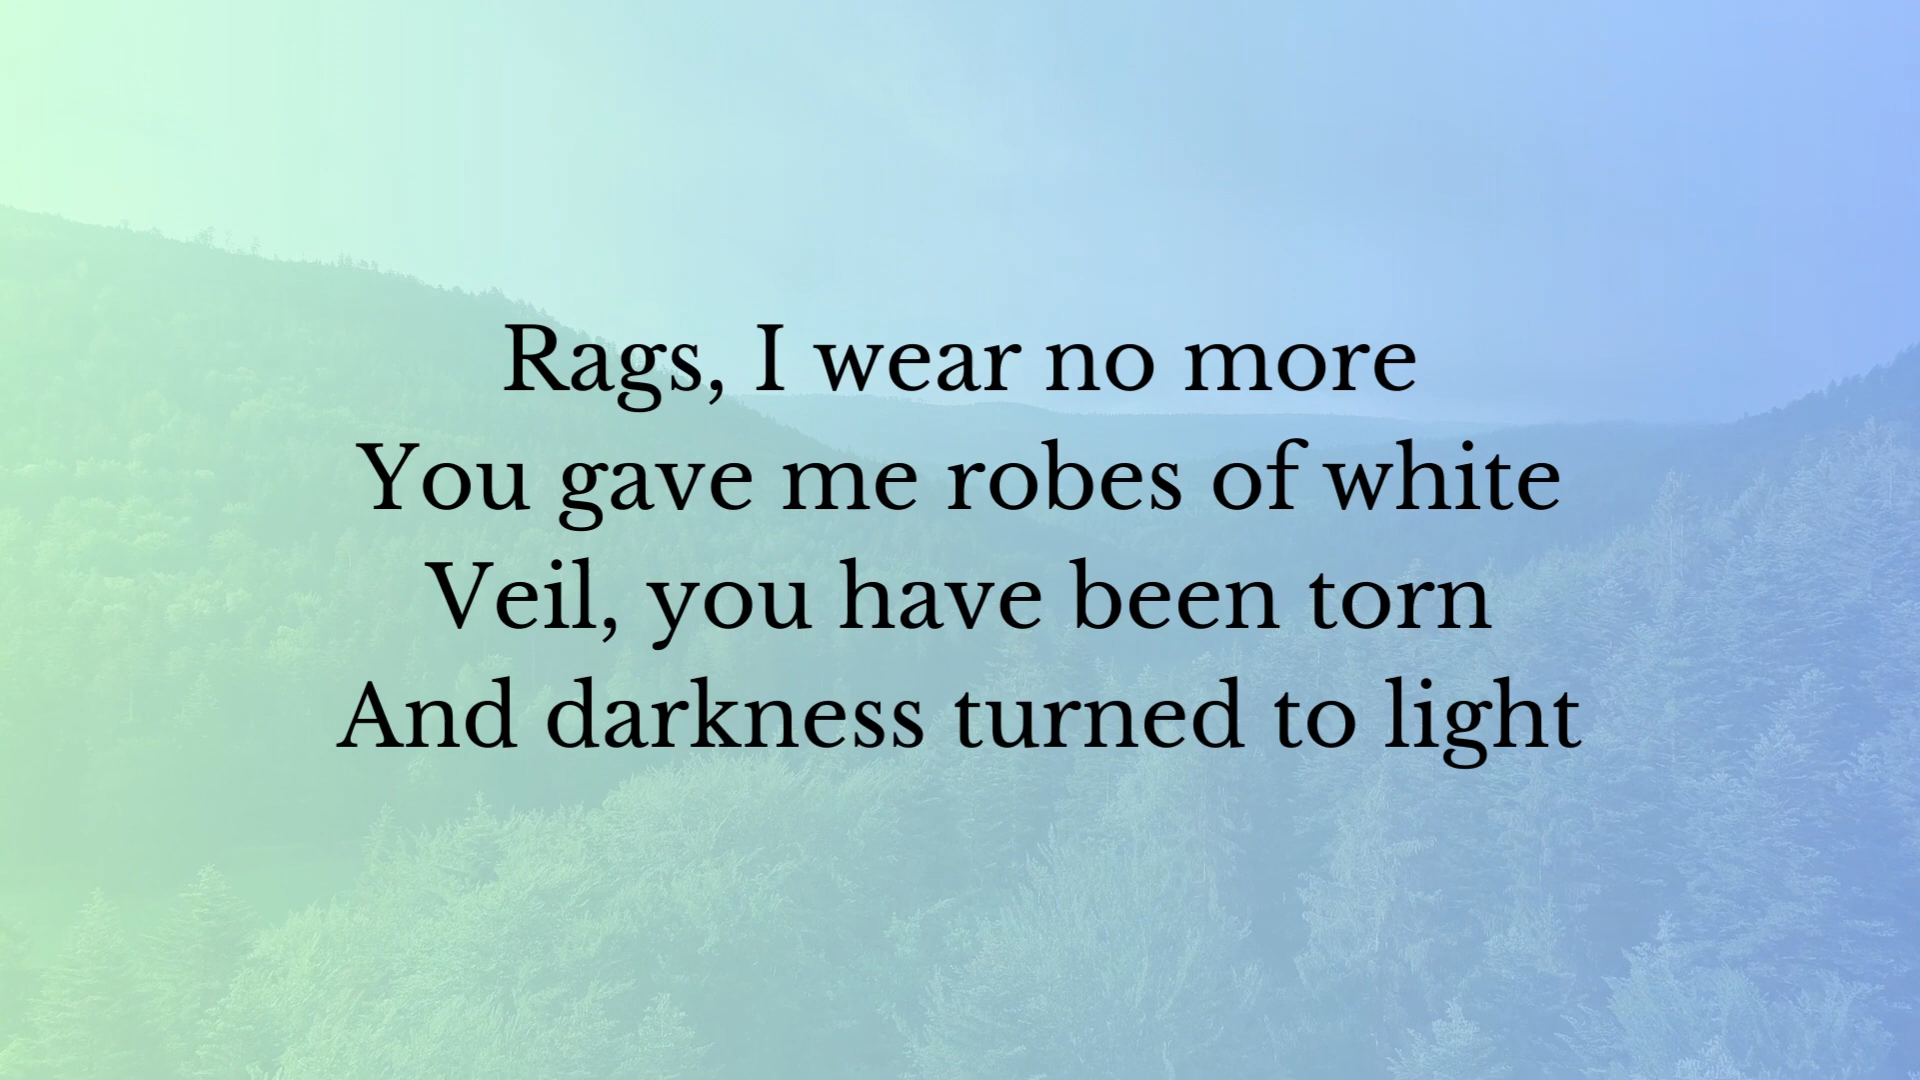 Rags, I wear no more
You gave me robes of white
Veil, you have been torn
And darkness turned to light